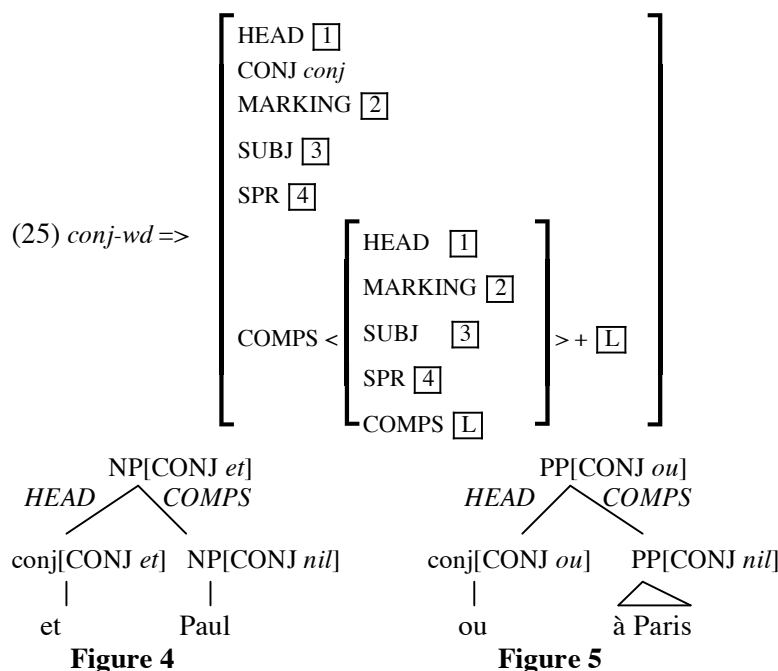 HEAD 1
CONJ conj
MARKING 2
SUBJ 3
SPR 4
(25) conj-wd =>
HEAD 1
MARKING 2
COMPS < SUBJ 3 > + L
SPR 4
COMPS L
NP[CONJ et] PP[CONJ ou]
HEAD COMPS HEAD COMPS
conj[CONJ et] NP[CONJ nil] conj[CONJ ou] PP[CONJ nil]
et Paul ou à Paris
Figure 4 Figure 5